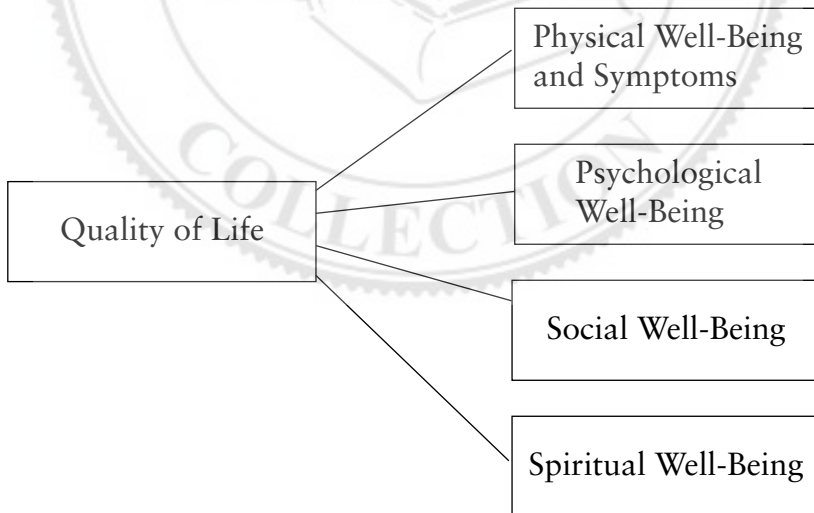 Physical Well-Being
and Symptoms
Psychological
Well-Being
Quality of Life
Social Well-Being
Spiritual Well-Being
COLLECTION